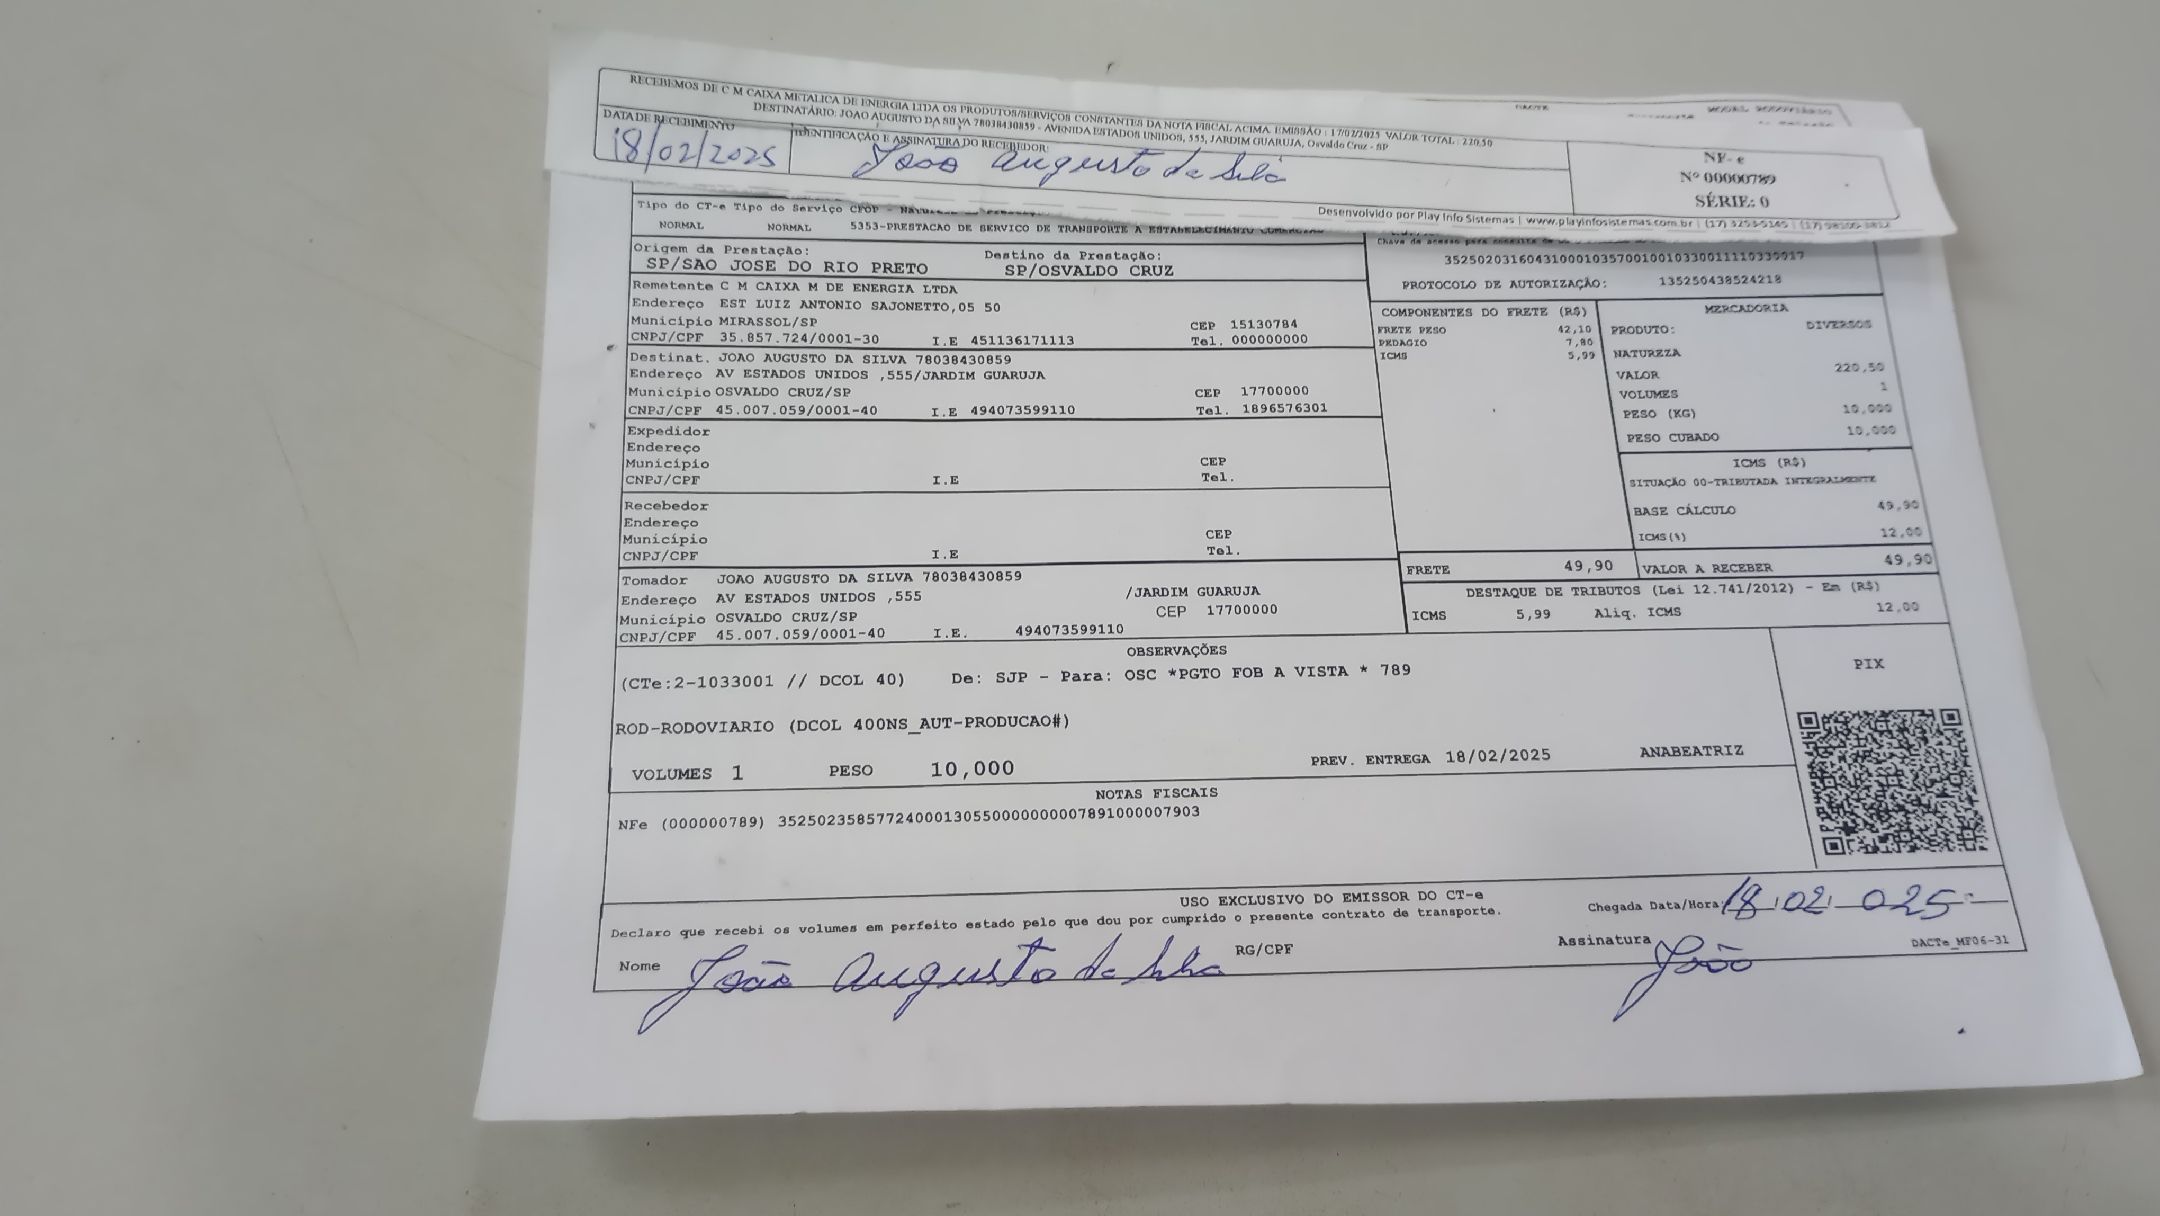 RECEBEMOS DE C M CAIXA METALICA DE ENERGIA LTDA OS PRODUTOS/SERVIÇOS CONSTANTES DA NOTA FISCAL ACIMA. EMISSÃO : 17/02/2025 VALOR TOTAL : 220,50
DESTINATÁRIO: JOAO AUGUSTO DA SILVA 78038430859 - AVENIDA ESTADOS UNIDOS, 555, JARDIM GUARUJA, Osvaldo Cruz - SP
DATA DE RECEBIMENTO
18/02/2025
IDENTIFICAÇÃO E ASSINATURA DO RECEBEDOR:
João Augusto da Silva
NF- e
Nº 00000789
SÉRIE: 0
Desenvolvido por Play Info Sistemas | www.playinfosistemas.com.br
Tipo do CT-e Tipo do Serviço CFOP -
NORMAL NORMAL 5353-PRESTACAO DE SERVICO DE TRANSPORTE A ESTABELECIMENTO COMERCIAL
Origem da Prestação: Destino da Prestação:
SP/SAO JOSE DO RIO PRETO SP/OSVALDO CRUZ
PROTOCOLO DE AUTORIZAÇÃO: 135250438524218
Remetente C M CAIXA M DE ENERGIA LTDA
Endereço EST LUIZ ANTONIO SAJONETTO,05 50
Município MIRASSOL/SP CEP 15130784
CNPJ/CPF 35.857.724/0001-30 I.E 451136171113 Tel. 000000000
Destinat. JOAO AUGUSTO DA SILVA 78038430859
Endereço AV ESTADOS UNIDOS ,555/JARDIM GUARUJA
Município OSVALDO CRUZ/SP CEP 17700000
CNPJ/CPF 45.007.059/0001-40 I.E 494073599110 Tel. 1896576301
Expedidor
Endereço
Município CEP
CNPJ/CPF I.E Tel.
Recebedor
Endereço
Município CEP
CNPJ/CPF I.E Tel.
Tomador JOAO AUGUSTO DA SILVA 78038430859
Endereço AV ESTADOS UNIDOS ,555 /JARDIM GUARUJA
Município OSVALDO CRUZ/SP CEP 17700000
CNPJ/CPF 45.007.059/0001-40 I.E. 494073599110
COMPONENTES DO FRETE (R$)
FRETE PESO 42,10
PEDAGIO 7,80
ICMS 5,99
MERCADORIA
PRODUTO: DIVERSOS
NATUREZA
VALOR 220,50
VOLUMES 1
PESO (KG) 10,000
PESO CUBADO 10,000
ICMS (R$)
SITUAÇÃO 00-TRIBUTADA INTEGRALMENTE
BASE CÁLCULO 49,90
ICMS(%) 12,00
FRETE 49,90 VALOR A RECEBER 49,90
DESTAQUE DE TRIBUTOS (Lei 12.741/2012) - Em (R$)
ICMS 5,99 Aliq. ICMS 12,00
OBSERVAÇÕES
(CTe:2-1033001 // DCOL 40) De: SJP - Para: OSC *PGTO FOB A VISTA * 789
ROD-RODOVIARIO (DCOL 400NS_AUT-PRODUCAO#)
VOLUMES 1 PESO 10,000 PREV. ENTREGA 18/02/2025 ANABEATRIZ
PIX
NOTAS FISCAIS
NFe (000000789) 35250235857724000130550000000007891000007903
USO EXCLUSIVO DO EMISSOR DO CT-e
Declaro que recebi os volumes em perfeito estado pelo que dou por cumprido o presente contrato de transporte.
Chegada Data/Hora: 18 02 025
Nome João Augusto da Silva RG/CPF Assinatura João
DACTe_MF06-31